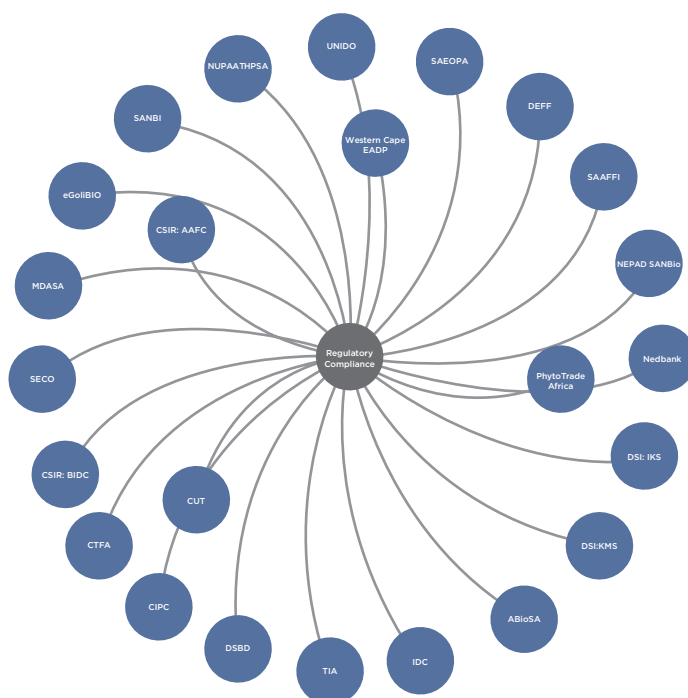 UNIDO
SAEOPA
NUPAATHPSA
DEFF
SANBI
Western Cape
EADP
SAAFFI
eGoliBIO
CSIR: AAFC
NEPAD SANBio
MDASA
Regulatory
Compliance
Nedbank
SECO
PhytoTrade
Africa
DSI: IKS
CSIR: BIDC
CUT
CTFA
DSI:KMS
CIPC
ABioSA
DSBD
IDC
TIA